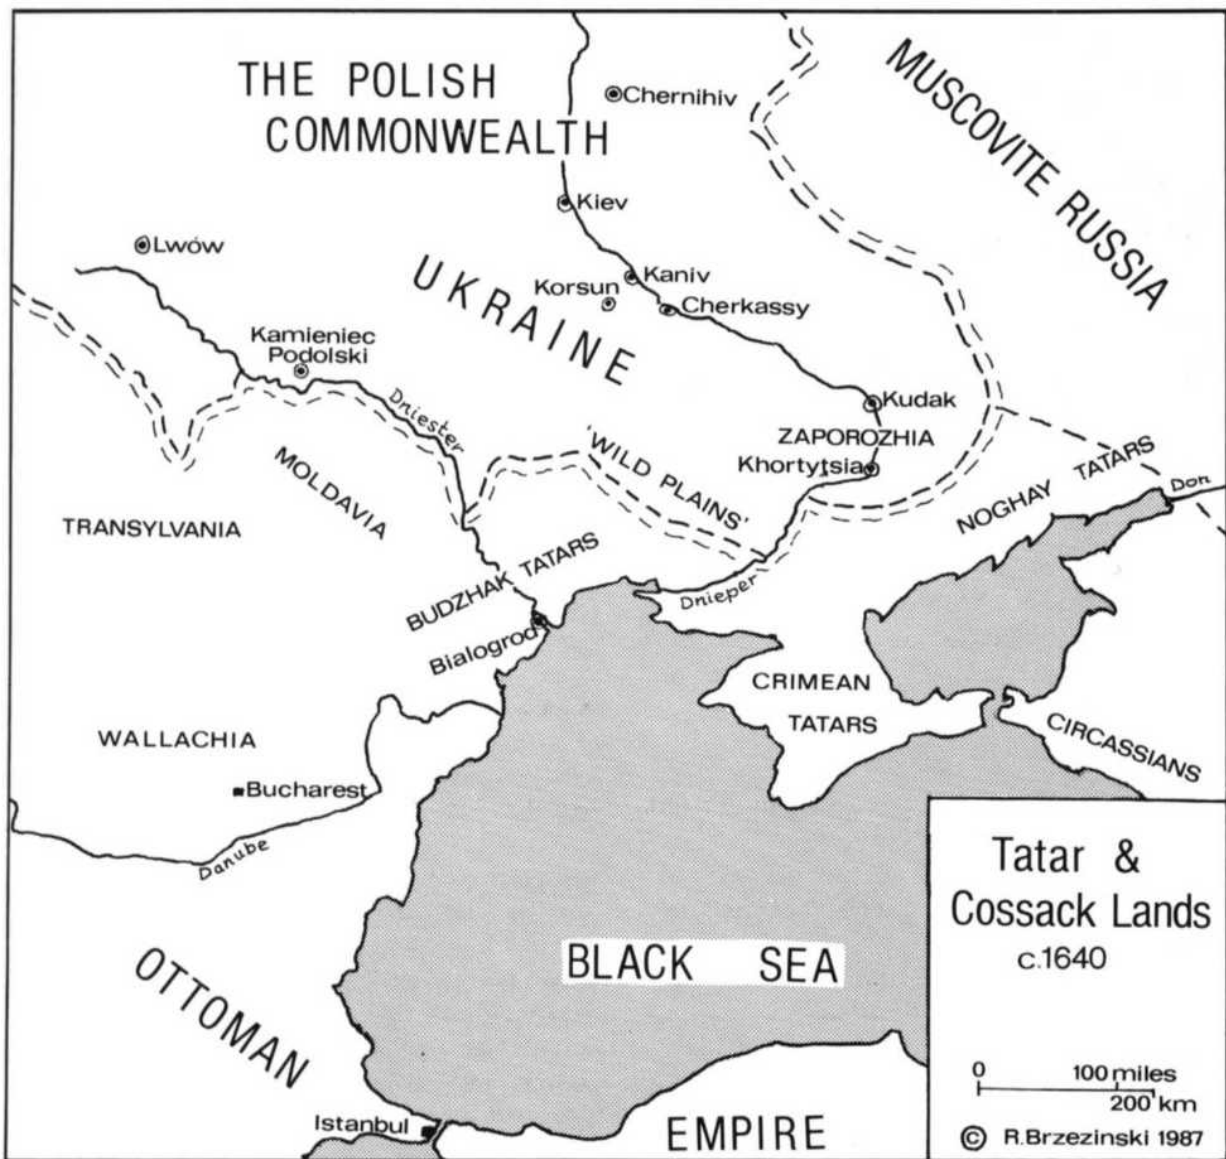 THE POLISH
COMMONWEALTH
Chernihiv
MUSCOVITE RUSSIA
Kiev
Lwów
UKRAINE
Kaniv
Korsun
Cherkassy
Kamieniec
Podolski
Dniester
Kudak
ZAPOROZHIA
Khortytsia
'WILD PLAINS'
MOLDAVIA
NOGHAY TATARS
Don
TRANSYLVANIA
BUDZHAK TATARS
Dnieper
Bialogrod
CRIMEAN
TATARS
CIRCASSIANS
WALLACHIA
Bucharest
Danube
BLACK SEA
OTTOMAN
Istanbul
EMPIRE
Tatar &
Cossack Lands
c.1640
0 100 miles
200 km
© R.Brzezinski 1987